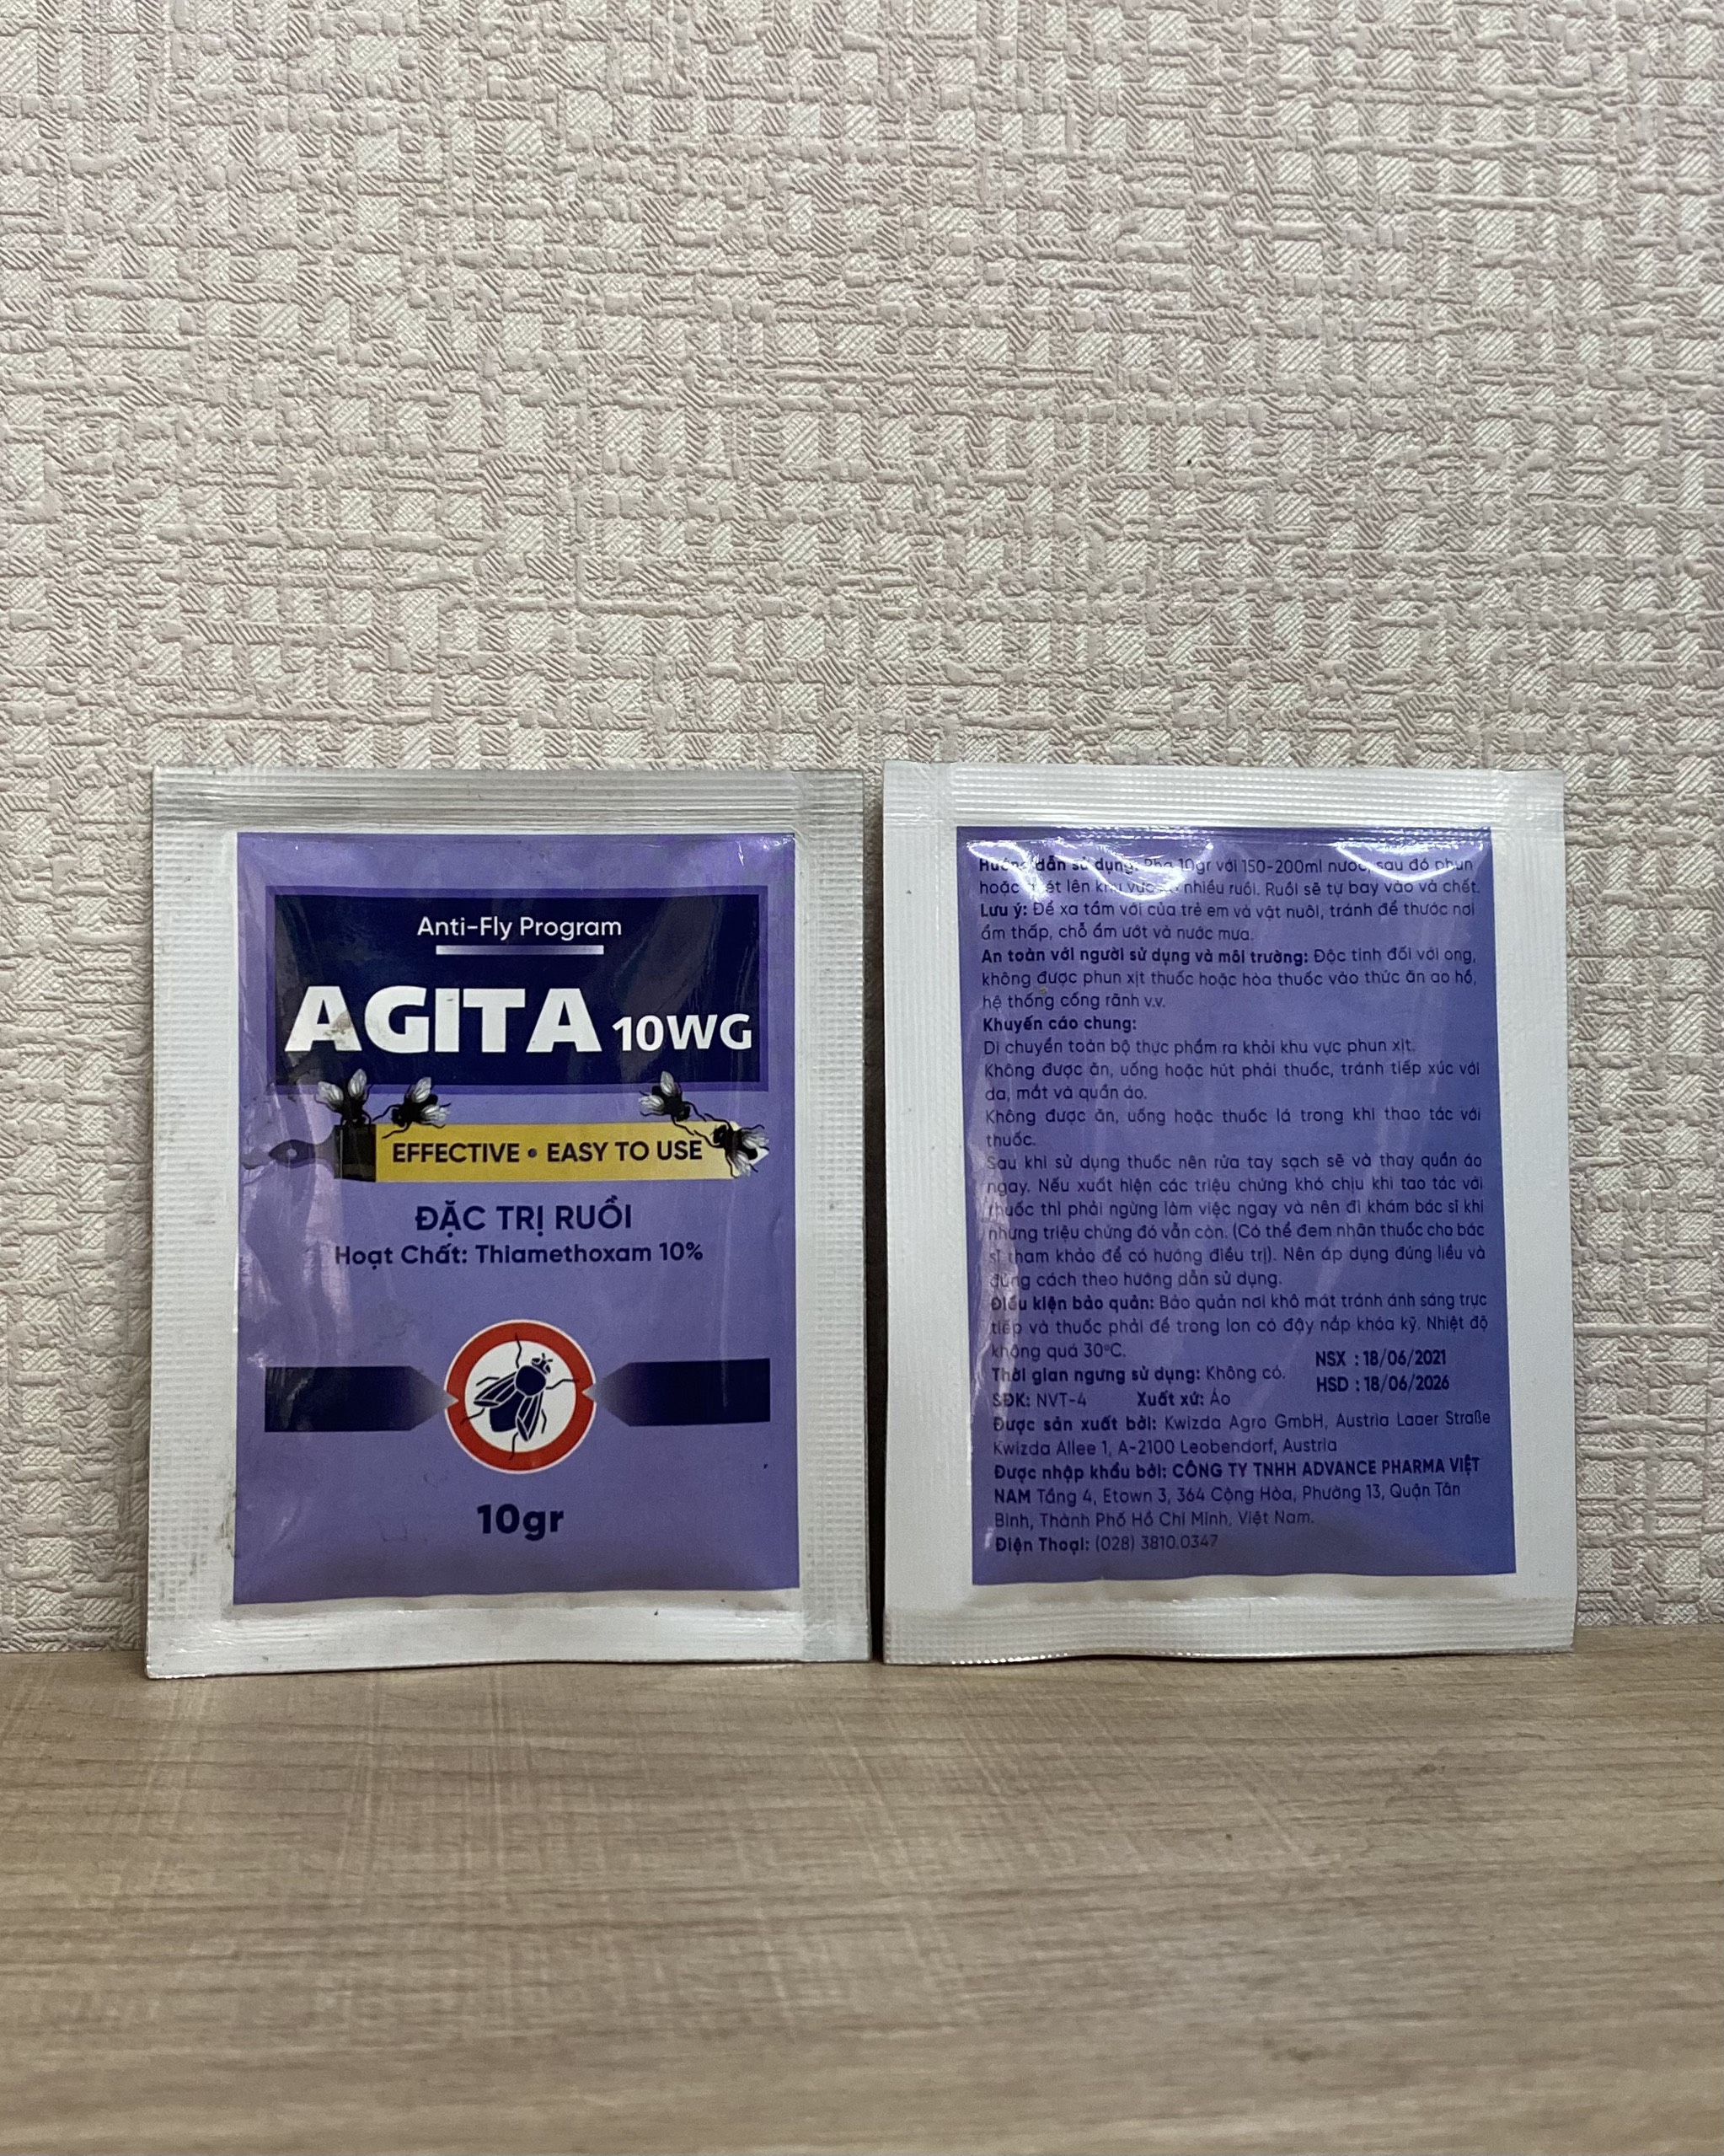 Anti-Fly Program
AGITA 10WG
EFFECTIVE • EASY TO USE
ĐẶC TRỊ RUỒI
Hoạt Chất: Thiamethoxam 10%
10gr
Hướng dẫn sử dụng: Pha 10gr với 150-200ml nước, sau đó phun
hoặc quét lên khu vực có nhiều ruồi. Ruồi sẽ tự bay vào và chết.
Lưu ý: Để xa tầm với của trẻ em và vật nuôi, tránh để thước nơi
ẩm thấp, chỗ ẩm ướt và nước mưa.
An toàn với người sử dụng và môi trường: Độc tính đối với ong,
không được phun xịt thuốc hoặc hòa thuốc vào thức ăn ao hồ,
hệ thống cống rãnh v.v.
Khuyến cáo chung:
Di chuyển toàn bộ thực phẩm ra khỏi khu vực phun xịt.
Không được ăn, uống hoặc hút phải thuốc, tránh tiếp xúc với
da, mắt và quần áo.
Không được ăn, uống hoặc thuốc lá trong khi thao tác với
thuốc.
Sau khi sử dụng thuốc nên rửa tay sạch sẽ và thay quần áo
ngay. Nếu xuất hiện các triệu chứng khó chịu khi tao tác với
thuốc thì phải ngừng làm việc ngay và nên đi khám bác sĩ khi
những triệu chứng đó vẫn còn. (Có thể đem nhãn thuốc cho bác
sĩ tham khảo để có hướng điều trị). Nên áp dụng đúng liều và
đúng cách theo hướng dẫn sử dụng.
Điều kiện bảo quản: Bảo quản nơi khô mát tránh ánh sáng trực
tiếp và thuốc phải để trong lon có đậy nắp khóa kỹ. Nhiệt độ
không quá 30°C.
Thời gian ngưng sử dụng: Không có.
NSX : 18/06/2021
HSD : 18/06/2026
SĐK: NVT-4 Xuất xứ: Áo
Được sản xuất bởi: Kwizda Agro GmbH, Austria Laaer Straße
Kwizda Allee 1, A-2100 Leobendorf, Austria
Được nhập khẩu bởi: CÔNG TY TNHH ADVANCE PHARMA VIỆT
NAM Tầng 4, Etown 3, 364 Cộng Hòa, Phường 13, Quận Tân
Bình, Thành Phố Hồ Chí Minh, Việt Nam.
Điện Thoại: (028) 3810.0347